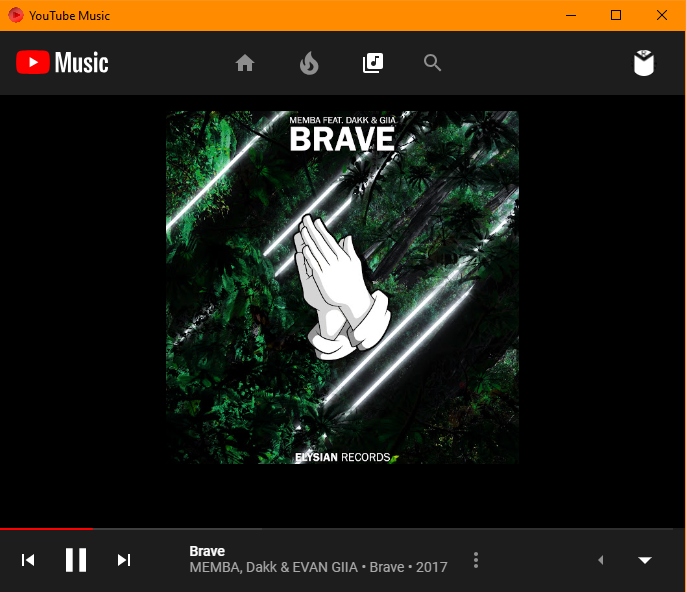 YouTube Music
Music
MEMBA FEAT. DAKK & GIIA
BRAVE
ELYSIAN RECORDS
Brave
MEMBA, Dakk & EVAN GIIA • Brave • 2017